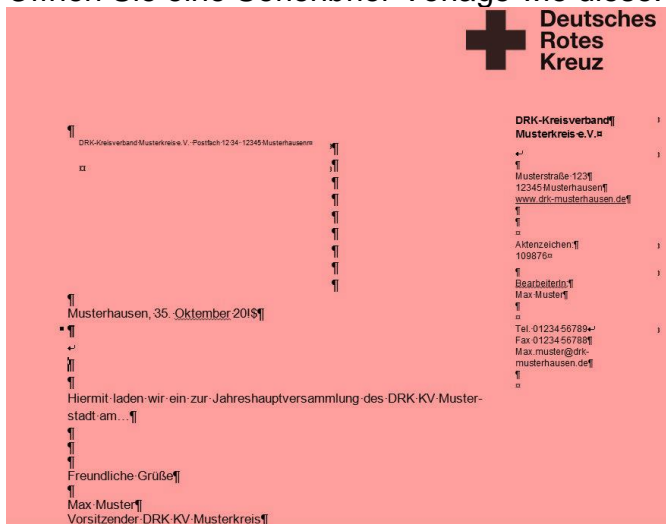 Öffnen Sie eine Serienbrief-Vorlage wie diese:
Deutsches
Rotes
Kreuz
DRK-Kreisverband¶
Musterkreis·e.V.¤
¶
DRK-Kreisverband·Musterkreis·e.V.·-Postfach·12·34··12345·Musterhausen¤
¤
¶
¶
¶
¶
¶
¶
¶
¶
↵
¶
Musterstraße·123¶
12345·Musterhausen¶
www.drk-musterhausen.de¶
¶
¶
¤
Aktenzeichen:¶
109876¤
¶
BearbeiterIn:¶
Max·Muster¶
¶
¤
Tel.·01234·56789↵
Fax·01234·56788¶
Max.muster@drk-
musterhausen.de¶
¶
¤
¶
Musterhausen, 35.·Oktember·20!$¶
¶
↵
¶
¶
Hiermit·laden·wir·ein·zur·Jahreshauptversammlung·des·DRK·KV·Muster-
stadt·am…¶
¶
¶
¶
Freundliche·Grüße¶
¶
Max·Muster¶
Vorsitzender·DRK-KV·Musterkreis¶